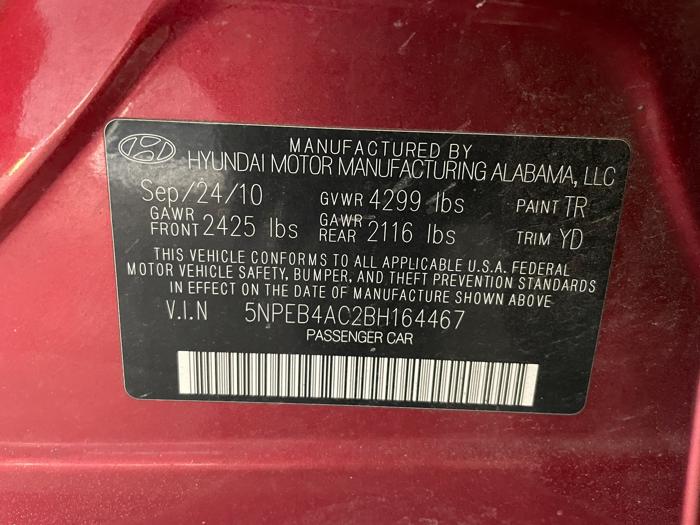 MANUFACTURED BY
HYUNDAI MOTOR MANUFACTURING ALABAMA, LLC
Sep/24/10 GVWR 4299 lbs PAINT TR
GAWR FRONT 2425 lbs GAWR REAR 2116 lbs TRIM YD
THIS VEHICLE CONFORMS TO ALL APPLICABLE U.S.A. FEDERAL
MOTOR VEHICLE SAFETY, BUMPER, AND THEFT PREVENTION STANDARDS
IN EFFECT ON THE DATE OF MANUFACTURE SHOWN ABOVE.
V.I.N 5NPEB4AC2BH164467
PASSENGER CAR